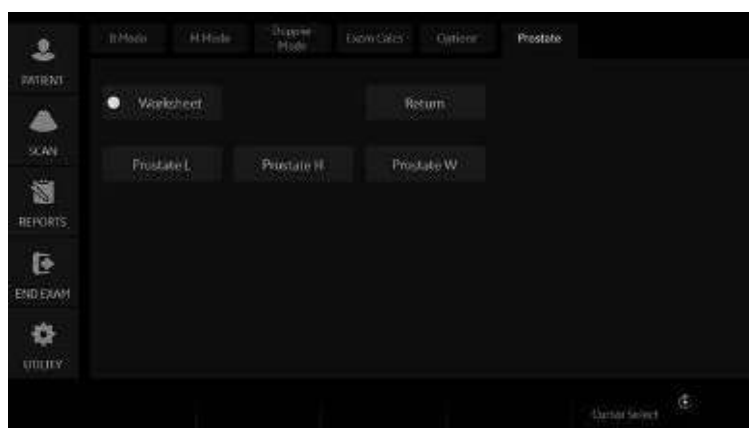 B Mode M Mode Doppler Mode Exam Calcs Options Prostate
PATIENT
Worksheet Return
SCAN
Prostate L Prostate H Prostate W
REPORTS
END EXAM
UTILITY
Cursor Select